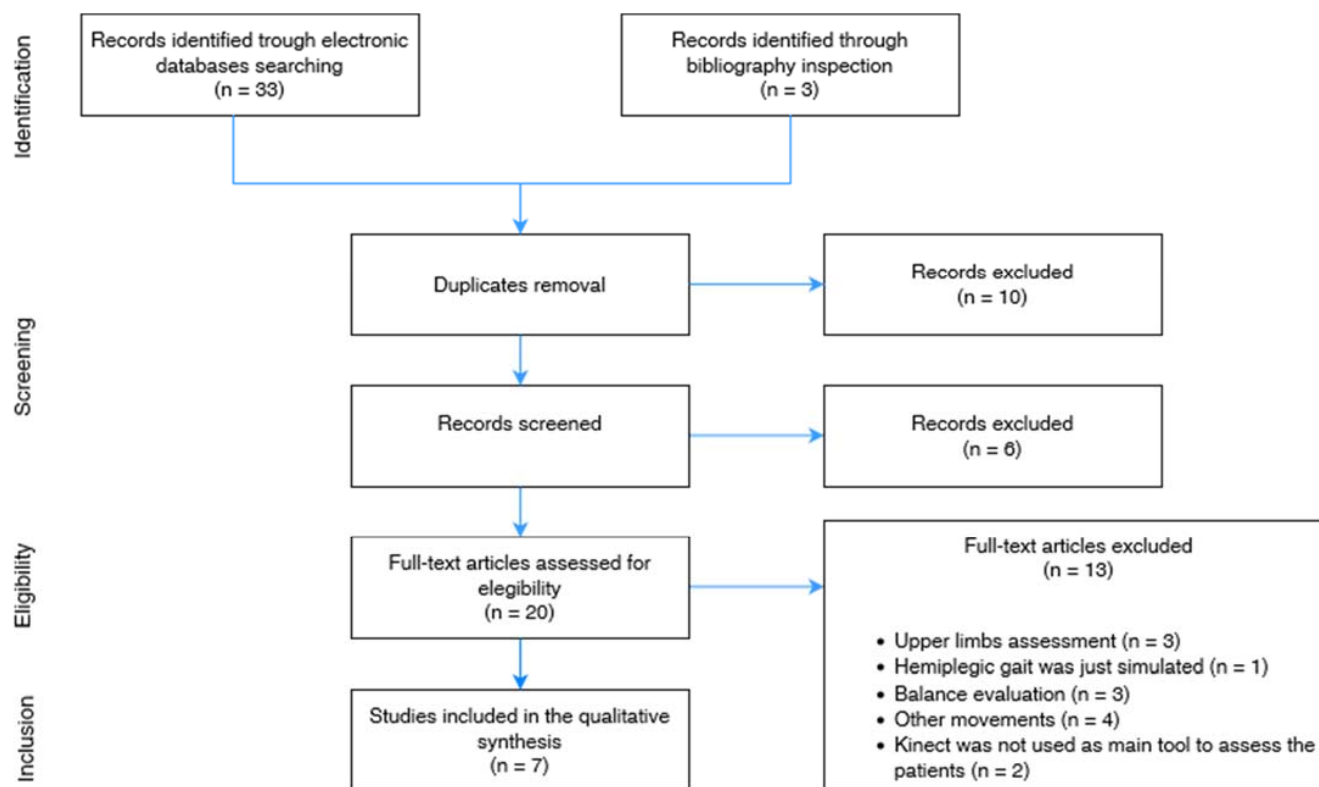 Identification
Records identified trough electronic
databases searching
(n = 33)
Records identified through
bibliography inspection
(n = 3)
Screening
Duplicates removal
Records excluded
(n = 10)
Records screened
Records excluded
(n = 6)
Eligibility
Full-text articles assessed for
elegibility
(n = 20)
Full-text articles excluded
(n = 13)
• Upper limbs assessment (n = 3)
• Hemiplegic gait was just simulated (n = 1)
• Balance evaluation (n = 3)
• Other movements (n = 4)
• Kinect was not used as main tool to assess the
patients (n = 2)
Inclusion
Studies included in the qualitative
synthesis
(n = 7)